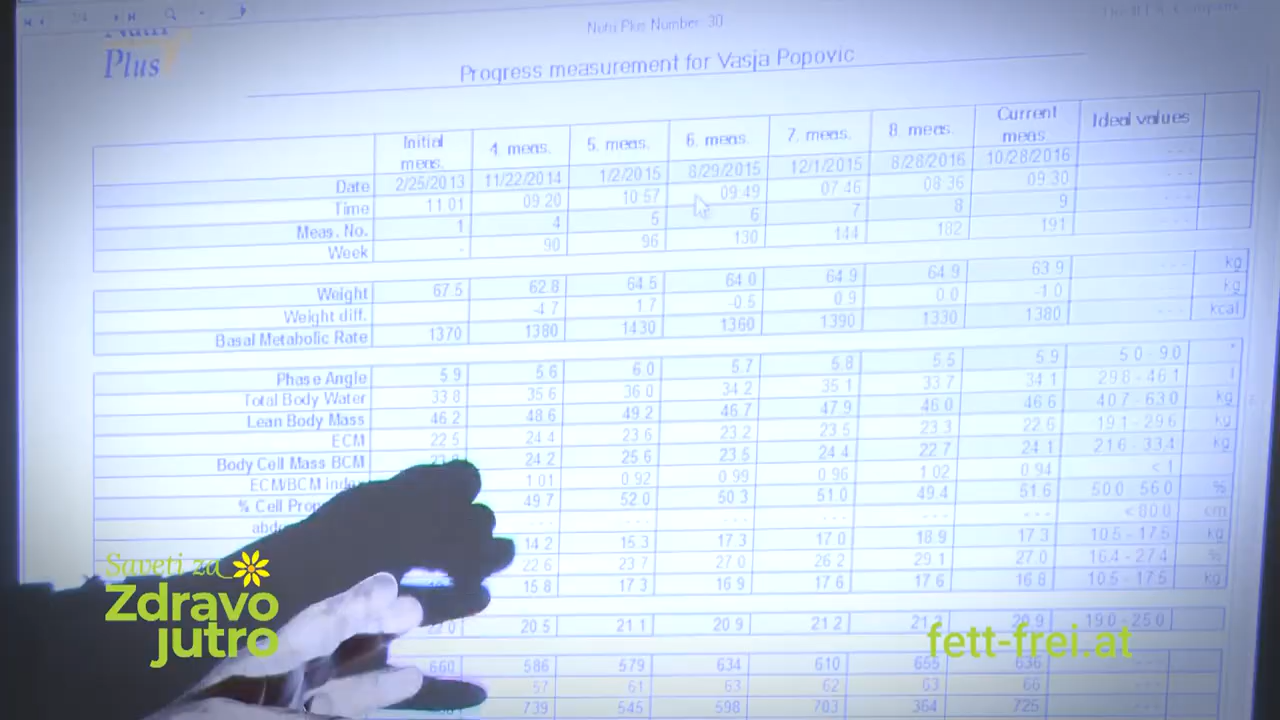 Nutri Plus Number: 30
Plus
Progress measurement for Vasja Popovic
Initial meas. 4. meas. 5. meas. 6. meas. 7. meas. 8. meas. Current meas. Ideal values
Date 2/25/2013 11/22/2014 1/2/2015 8/29/2015 12/1/2015 8/28/2016 10/28/2016 ---
Time 11:01 09:20 10:57 09:49 07:46 08:36 09:30 ---
Meas. No. 1 4 5 6 7 8 9
Week - 90 96 130 144 182 191
Weight 67.5 62.8 64.5 64.0 64.9 64.9 63.9 --- kg
Weight diff. -4.7 1.7 -0.5 0.9 0.0 -1.0 kg
Basal Metabolic Rate 1370 1380 1430 1360 1390 1330 1380 --- kcal
Phase Angle 5.9 5.6 6.0 5.7 5.8 5.5 5.9 5.0 - 9.0 °
Total Body Water 33.8 35.6 36.0 34.2 35.1 33.7 34.1 29.8 - 46.1 l
Lean Body Mass 46.2 48.6 49.2 46.7 47.9 46.0 46.6 40.7 - 63.0 kg
ECM 22.5 24.4 23.6 23.2 23.5 23.3 22.6 19.1 - 29.6 kg
Body Cell Mass BCM 23.8 24.2 25.6 23.5 24.4 22.7 24.1 21.6 - 33.4 kg
ECM/BCM index 1.01 0.92 0.99 0.96 1.02 0.94 < 1
% Cell 49.7 52.0 50.3 51.0 49.4 51.6 50.0 - 56.0 %
--- --- --- --- --- --- < 80.0 cm
14.2 15.3 17.3 17.0 18.9 17.3 10.5 - 17.5 kg
22.6 23.7 27.0 26.2 29.1 27.0 16.4 - 27.4 %
15.8 17.3 16.9 17.6 17.6 16.8 10.5 - 17.5 kg
20.5 21.1 20.9 21.2 20.9 19.0 - 25.0
660 586 579 634 610 655 636 ---
57 61 63 62 63 66 ---
739 545 598 703 364 725 ---
Saveti za
Zdravo
jutro
fett-frei.at